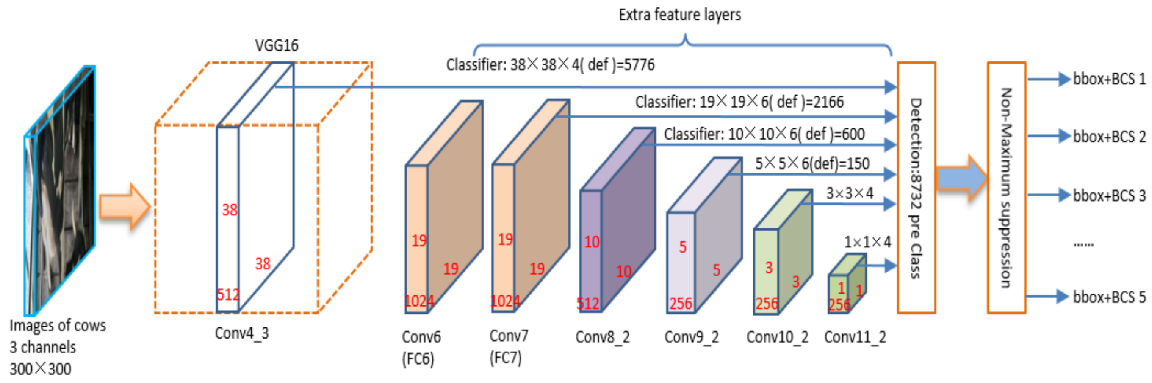 Extra feature layers
VGG16
Classifier: 38×38×4( def )=5776
Classifier: 19×19×6( def )=2166
Classifier: 10×10×6( def )=600
5×5×6(def)=150
3×3×4
1×1×4
38
38
512
19
19
1024
19
19
1024
10
10
512
5
5
256
3
3
256
1
1
256
Images of cows
3 channels
300×300
Conv4_3
Conv6
(FC6)
Conv7
(FC7)
Conv8_2
Conv9_2
Conv10_2
Conv11_2
Detection:8732 pre Class
Non-Maximum suppression
bbox+BCS 1
bbox+BCS 2
bbox+BCS 3
......
bbox+BCS 5